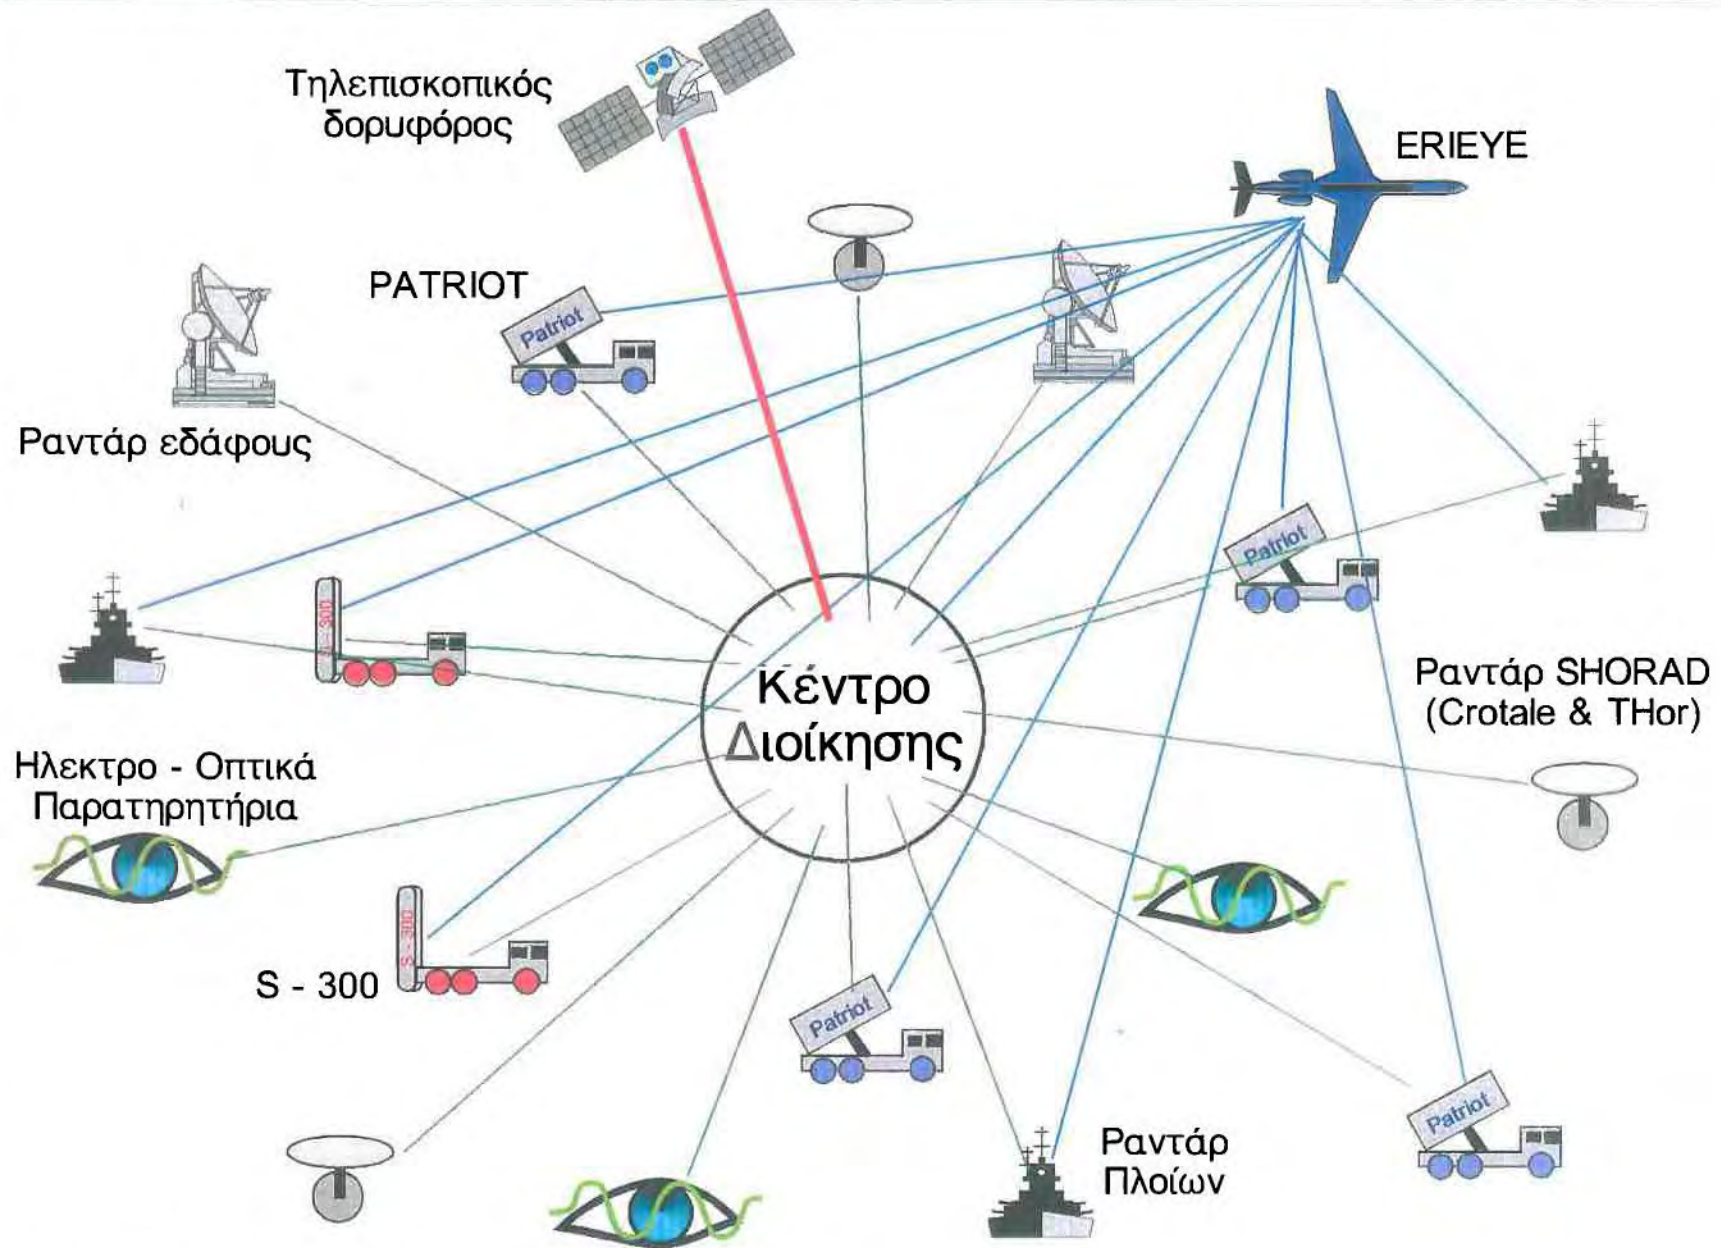 Τηλεπισκοπικός
δορυφόρος
ERIEYE
PATRIOT
Patriot
Ραντάρ εδάφους
Patriot
S - 300
Ραντάρ SHORAD
(Crotale & THor)
Κέντρο
Διοίκησης
Ηλεκτρο - Οπτικά
Παρατηρητήρια
S - 300
S - 300
Patriot
Patriot
Ραντάρ
Πλοίων